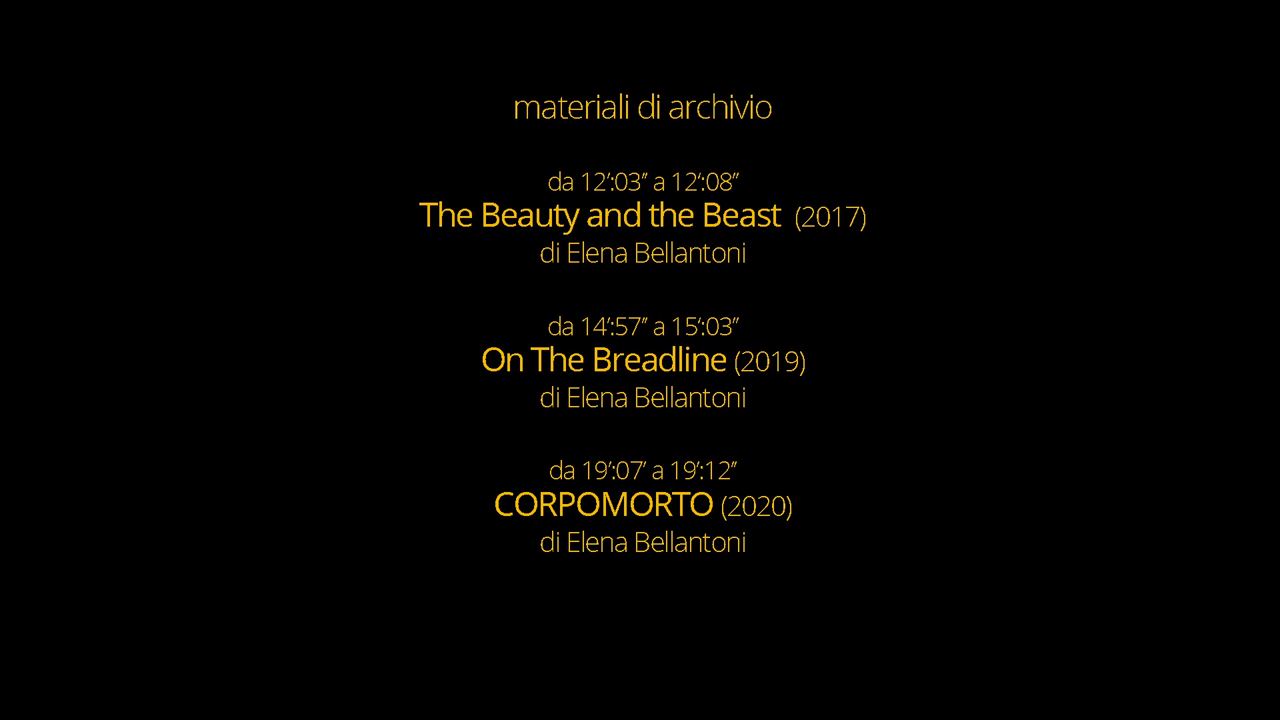 materiali di archivio
da 12':03" a 12':08"
The Beauty and the Beast (2017)
di Elena Bellantoni
da 14':57" a 15':03"
On The Breadline (2019)
di Elena Bellantoni
da 19':07' a 19':12"
CORPOMORTO (2020)
di Elena Bellantoni